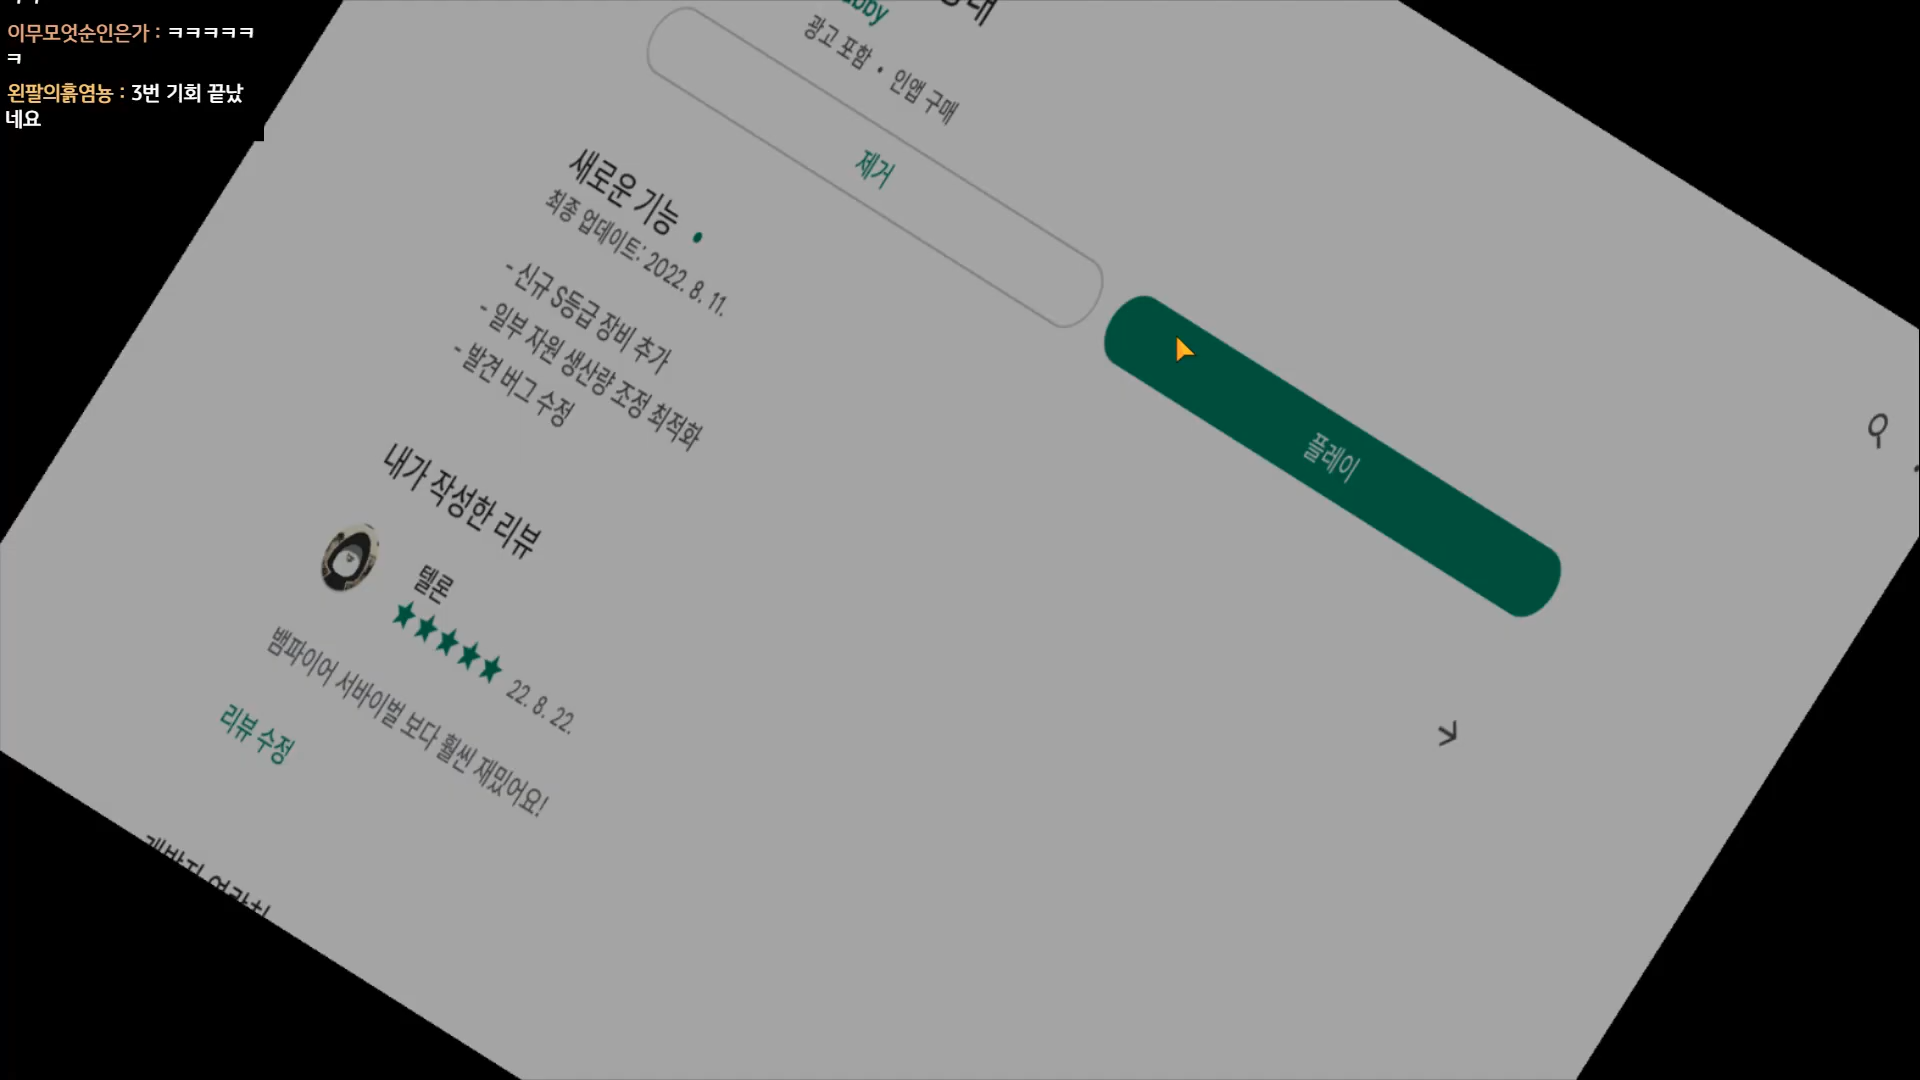 이무모엇순인은가 : ㅋㅋㅋㅋㅋ
ㅋ
왼팔의흙염뇽 : 3번 기회 끝났
네요
광고 포함 • 인앱 구매
제거
플레이
새로운 기능 •
최종 업데이트: 2022. 8. 11.
- 신규 S등급 장비 추가
- 일부 자원 생산량 조정 최적화
- 발견 버그 수정
내가 작성한 리뷰
뗄론
22. 8. 22.
뱀파이어 서바이벌 보다 훨씬 재밌어요!
리뷰 수정